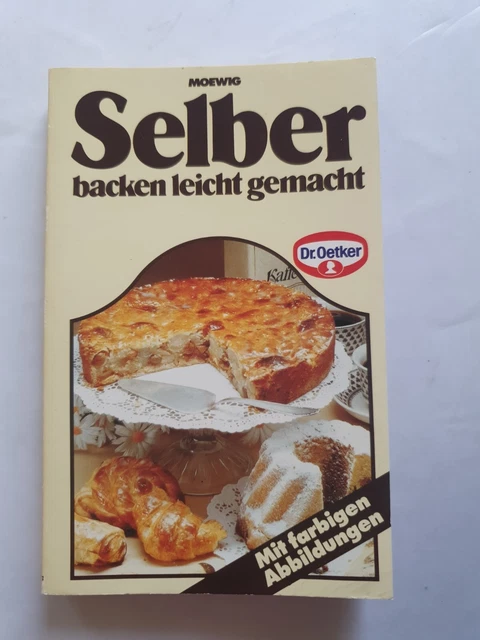 MOEWIG
Selber
backen leicht gemacht
Dr. Oetker
Mit farbigen
Abbildungen